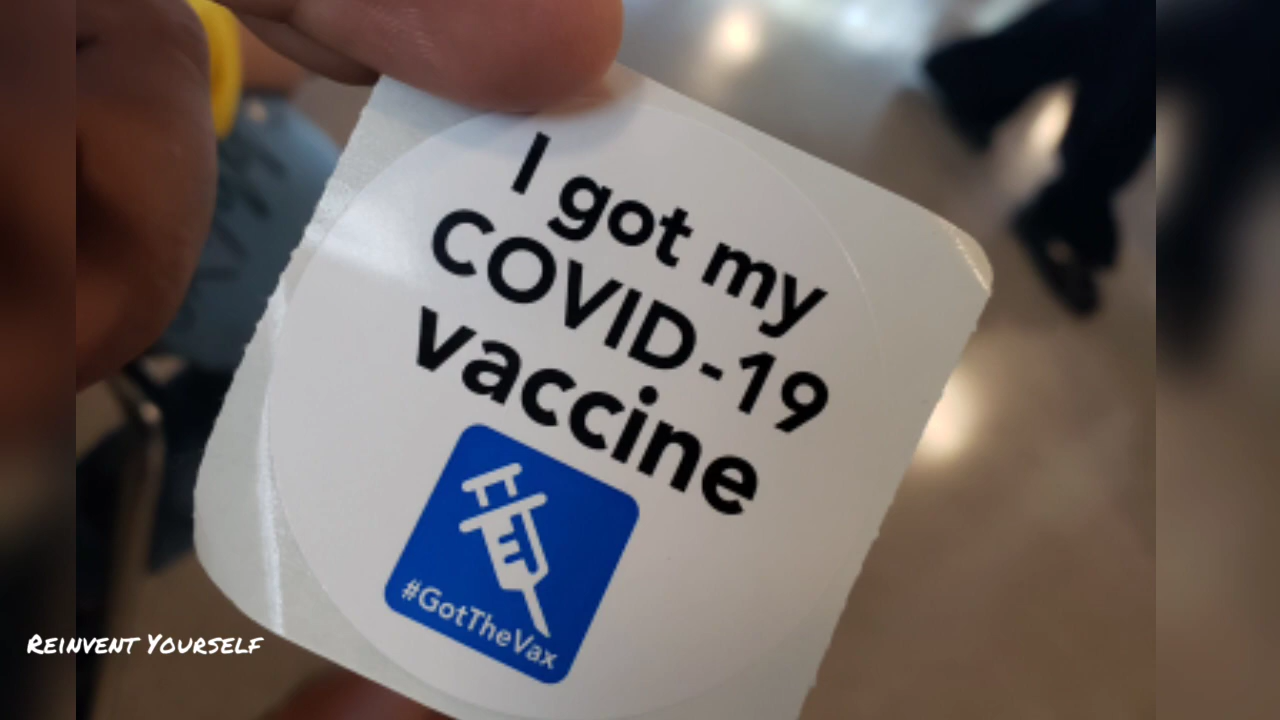 I got my
COVID-19
vaccine
#GotTheVax
Reinvent Yourself